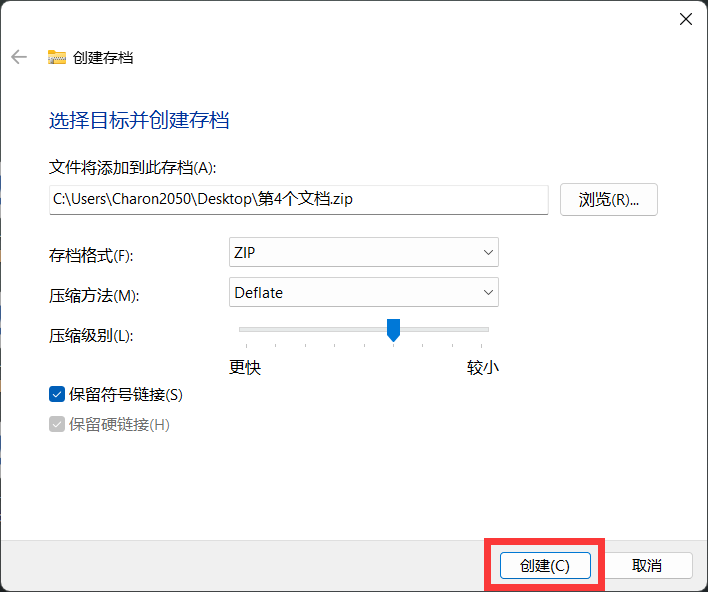 创建存档
选择目标并创建存档
文件将添加到此存档(A):
C:\Users\Charon2050\Desktop\第4个文档.zip
浏览(R)...
存档格式(F):
ZIP
压缩方法(M):
Deflate
压缩级别(L):
更快
较小
保留符号链接(S)
保留硬链接(H)
创建(C)
取消